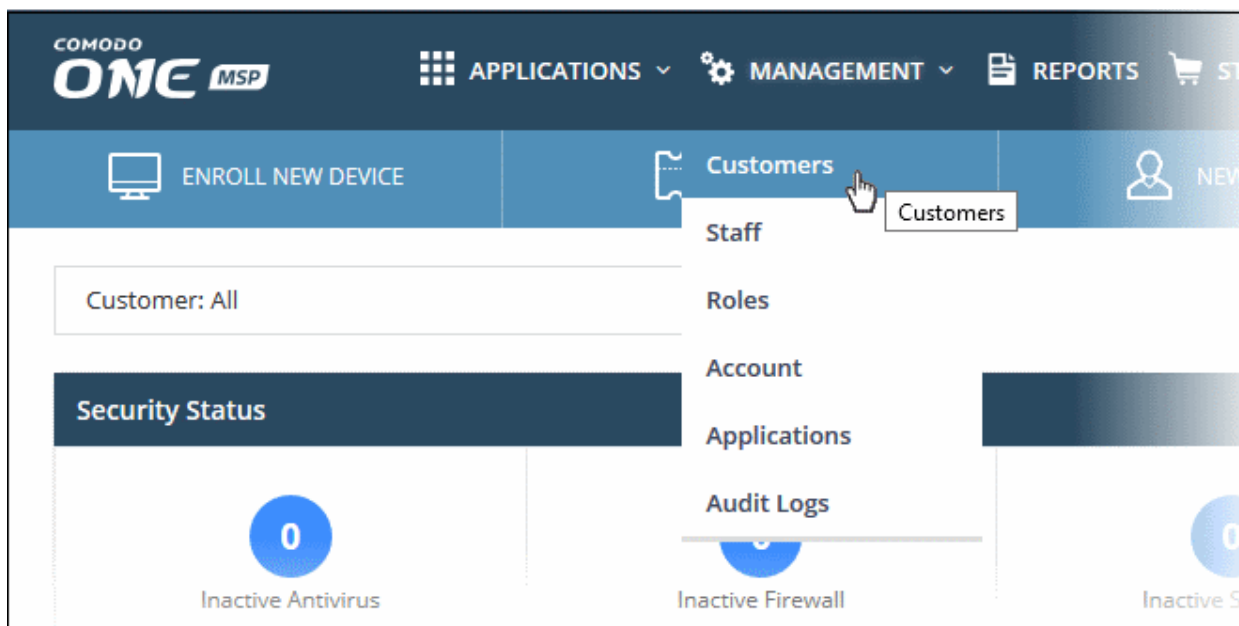 COMODO
ONE MSP
APPLICATIONS
MANAGEMENT
REPORTS
ENROLL NEW DEVICE
Customers
Customers
Staff
Customer: All
Roles
Account
Security Status
Applications
Audit Logs
0
Inactive Antivirus
Inactive Firewall
Inactive